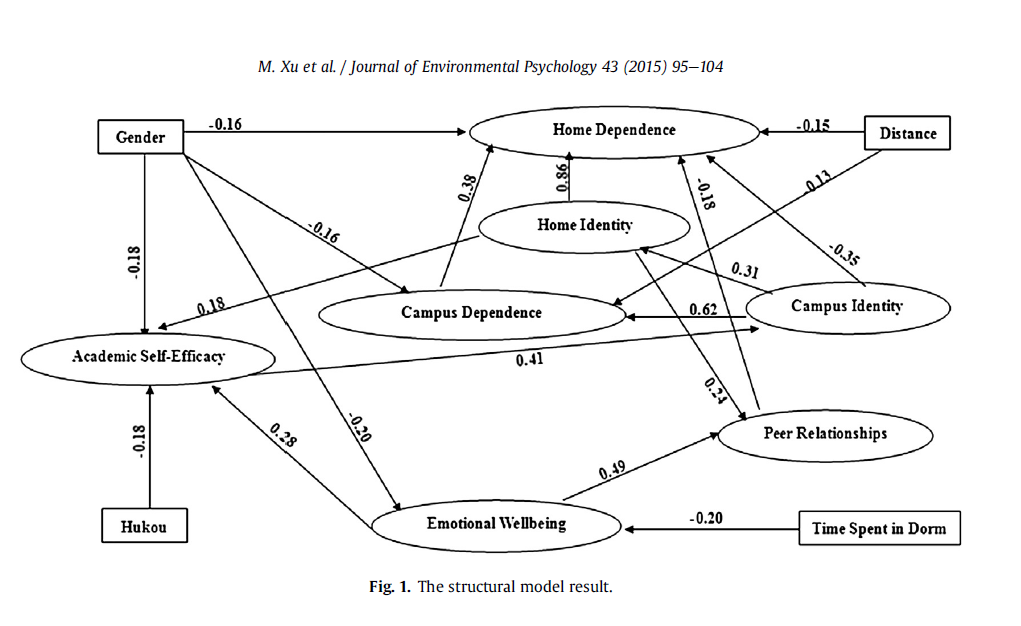 M. Xu et al. / Journal of Environmental Psychology 43 (2015) 95–104
-0.16
Gender
Home Dependence
-0.15
Distance
0.38
0.86
-0.18
-0.13
-0.16
Home Identity
-0.18
-0.35
0.31
0.18
Campus Dependence
0.62
Campus Identity
Academic Self-Efficacy
0.41
0.24
-0.18
0.28
-0.20
Peer Relationships
0.49
Hukou
Emotional Wellbeing
-0.20
Time Spent in Dorm
Fig. 1. The structural model result.